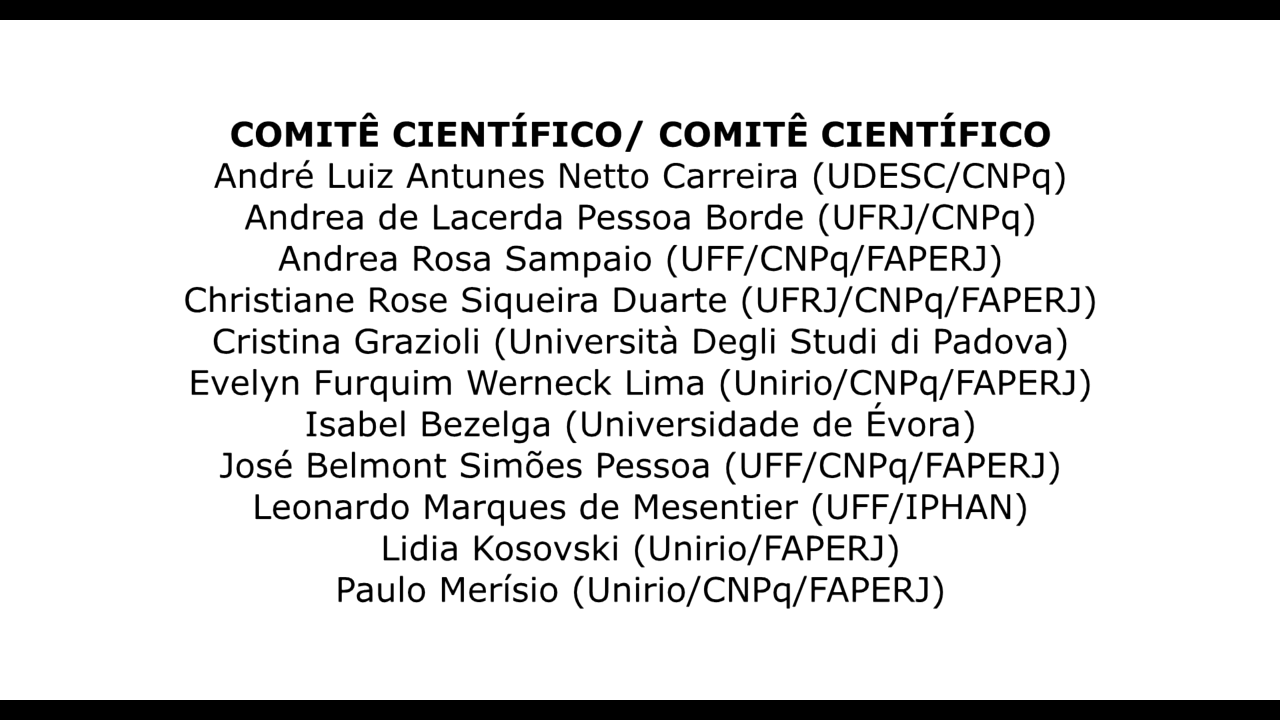 COMITÊ CIENTÍFICO/ COMITÊ CIENTÍFICO
André Luiz Antunes Netto Carreira (UDESC/CNPq)
Andrea de Lacerda Pessoa Borde (UFRJ/CNPq)
Andrea Rosa Sampaio (UFF/CNPq/FAPERJ)
Christiane Rose Siqueira Duarte (UFRJ/CNPq/FAPERJ)
Cristina Grazioli (Università Degli Studi di Padova)
Evelyn Furquim Werneck Lima (Unirio/CNPq/FAPERJ)
Isabel Bezelga (Universidade de Évora)
José Belmont Simões Pessoa (UFF/CNPq/FAPERJ)
Leonardo Marques de Mesentier (UFF/IPHAN)
Lidia Kosovski (Unirio/FAPERJ)
Paulo Merísio (Unirio/CNPq/FAPERJ)